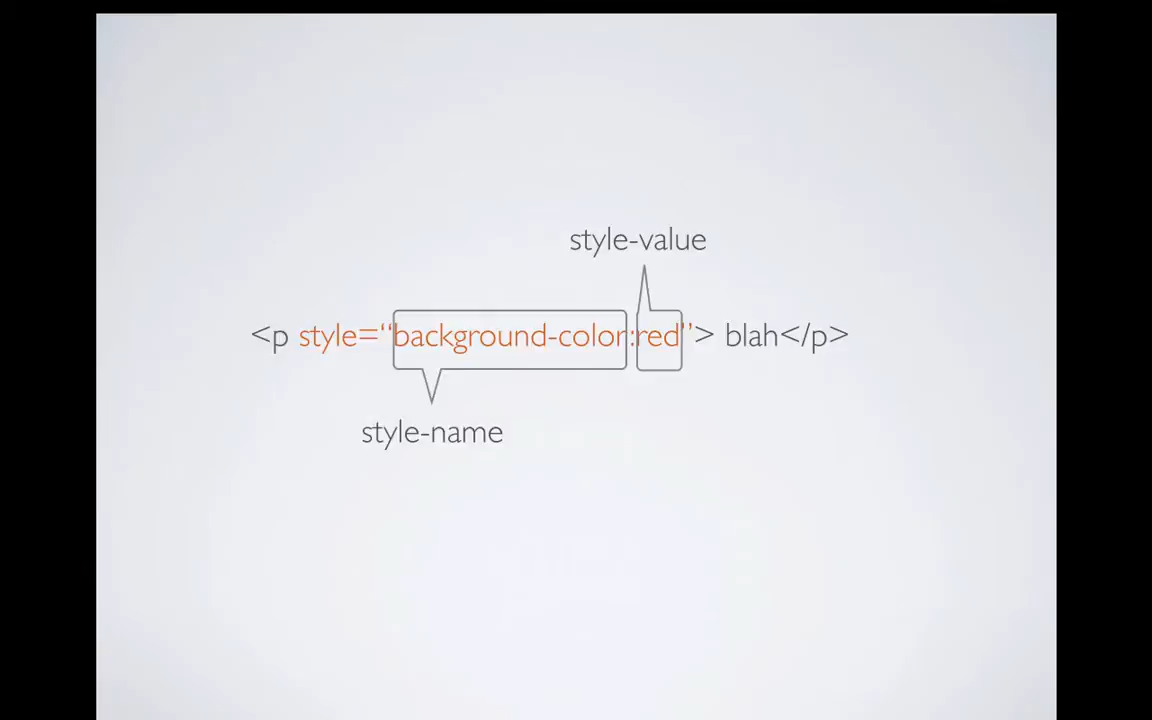 style-value
<p style=“background-color:red”> blah</p>
style-name